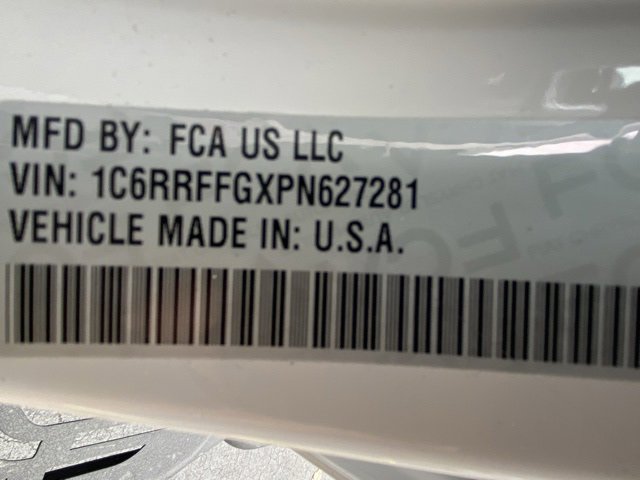 MFD BY: FCA US LLC
VIN: 1C6RRFFGXPN627281
VEHICLE MADE IN: U.S.A.